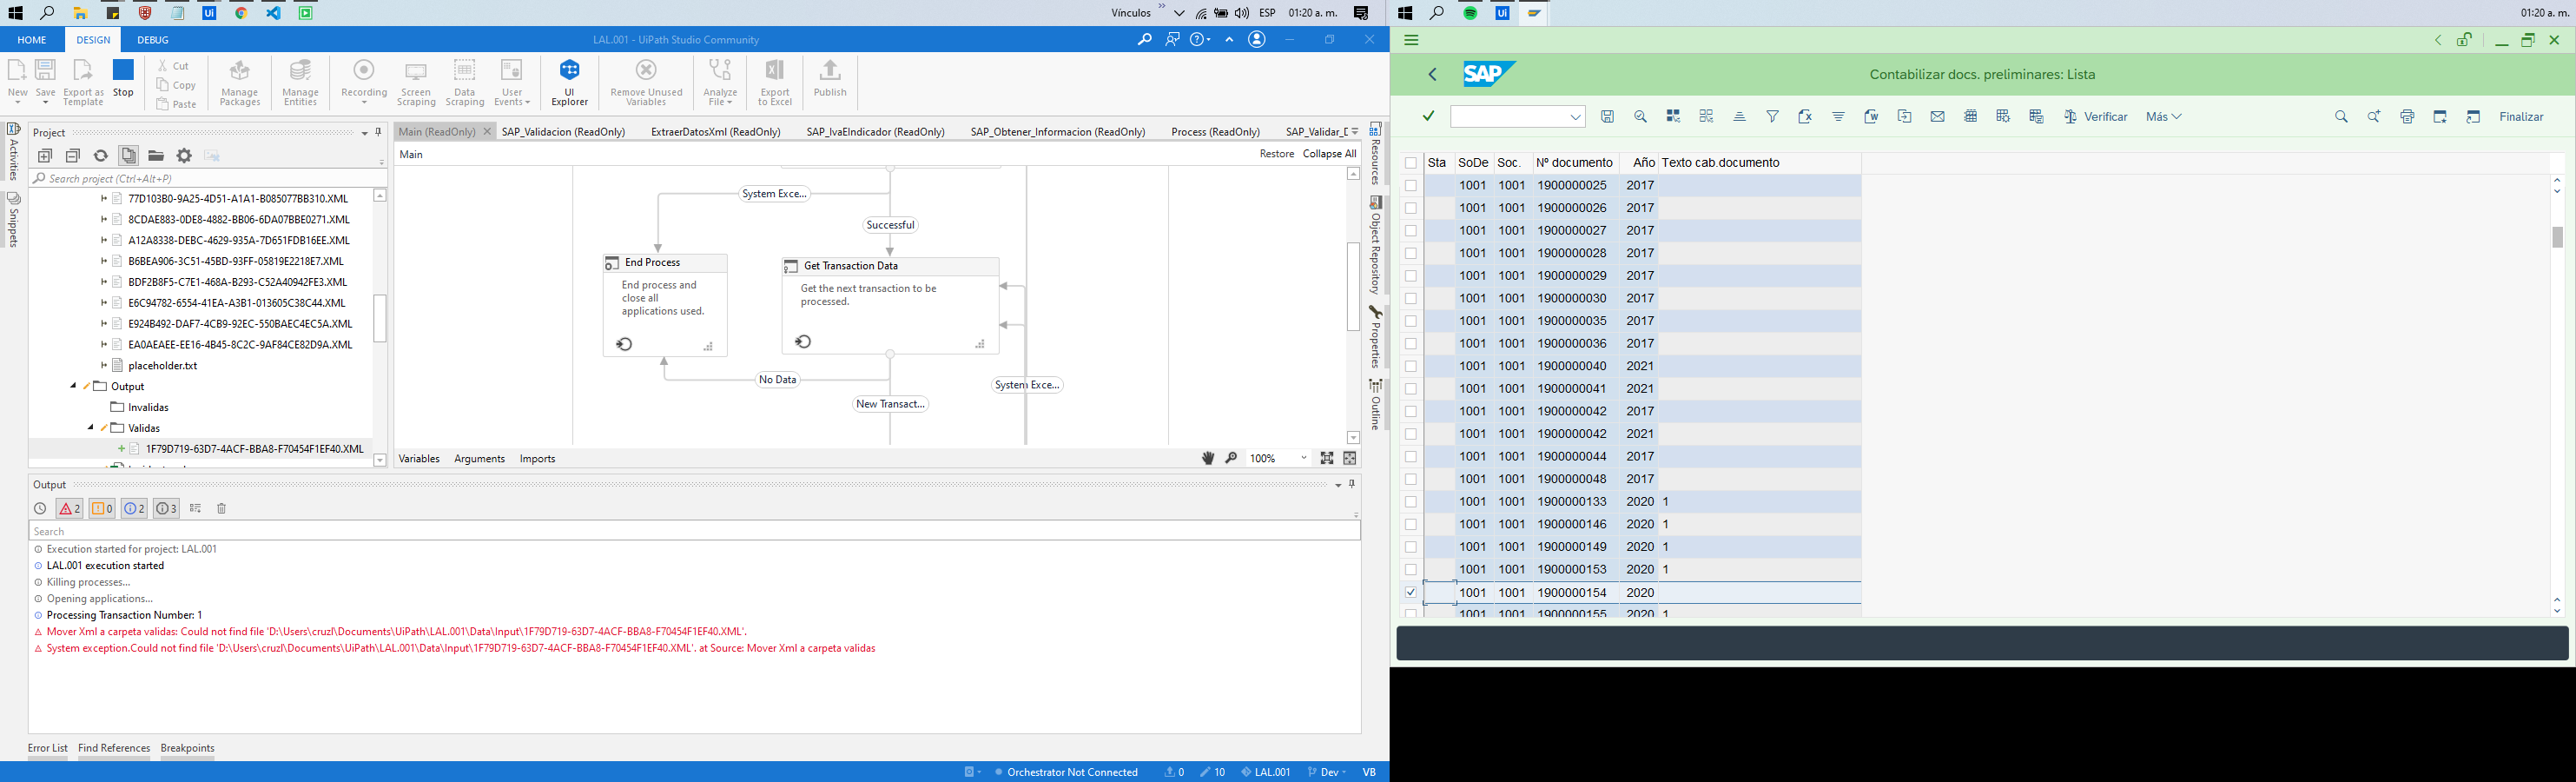 Vínculos
ESP
01:20 a. m.
HOME
DESIGN
DEBUG
LAL.001 - UiPath Studio Community
New
Save
Export as Template
Stop
Cut
Copy
Paste
Manage Packages
Manage Entities
Recording
Screen Scraping
Data Scraping
User Events
UI Explorer
Remove Unused Variables
Analyze File
Export to Excel
Publish
Activities
Snippets
Project
Search project (Ctrl+Alt+P)
77D103B0-9A25-4D51-A1A1-B085077BB310.XML
8CDAE883-0DE8-4882-BB06-6DA07BBE0271.XML
A12A8338-DEBC-4629-935A-7D651FDB16EE.XML
B6BEA906-3C51-45BD-93FF-05819E2218E7.XML
BDF2B8F5-C7E1-468A-B293-C52A40942FE3.XML
E6C94782-6554-41EA-A3B1-013605C38C44.XML
E924B492-DAF7-4CB9-92EC-550BAEC4EC5A.XML
EA0AEAEE-EE16-4B45-8C2C-9AF84CE82D9A.XML
placeholder.txt
Output
Invalidas
Validas
1F79D719-63D7-4ACF-BBA8-F70454F1EF40.XML
Main (ReadOnly)
SAP_Validacion (ReadOnly)
ExtraerDatosXml (ReadOnly)
SAP_IvaEIndicador (ReadOnly)
SAP_Obtener_Informacion (ReadOnly)
Process (ReadOnly)
SAP_Validar_D
Main
Restore
Collapse All
System Exce...
Successful
End Process
End process and close all applications used.
Get Transaction Data
Get the next transaction to be processed.
No Data
System Exce...
New Transact...
Variables
Arguments
Imports
100%
Resources
Object Repository
Properties
Outline
Output
2
0
2
3
Search
Execution started for project: LAL.001
LAL.001 execution started
Killing processes...
Opening applications...
Processing Transaction Number: 1
Mover Xml a carpeta validas: Could not find file 'D:\Users\cruzl\Documents\UiPath\LAL.001\Data\Input\1F79D719-63D7-4ACF-BBA8-F70454F1EF40.XML'.
System exception.Could not find file 'D:\Users\cruzl\Documents\UiPath\LAL.001\Data\Input\1F79D719-63D7-4ACF-BBA8-F70454F1EF40.XML'. at Source: Mover Xml a carpeta validas
Error List
Find References
Breakpoints
Orchestrator Not Connected
0
10
LAL.001
Dev
VB
01:20 a. m.
SAP
Contabilizar docs. preliminares: Lista
Verificar
Más
Finalizar
Sta SoDe Soc. Nº documento Año Texto cab.documento
1001 1001 1900000025 2017
1001 1001 1900000026 2017
1001 1001 1900000027 2017
1001 1001 1900000028 2017
1001 1001 1900000029 2017
1001 1001 1900000030 2017
1001 1001 1900000035 2017
1001 1001 1900000036 2017
1001 1001 1900000040 2021
1001 1001 1900000041 2021
1001 1001 1900000042 2017
1001 1001 1900000042 2021
1001 1001 1900000044 2017
1001 1001 1900000048 2017
1001 1001 1900000133 2020 1
1001 1001 1900000146 2020 1
1001 1001 1900000149 2020 1
1001 1001 1900000153 2020 1
1001 1001 1900000154 2020
1001 1001 1900000155 2020 1